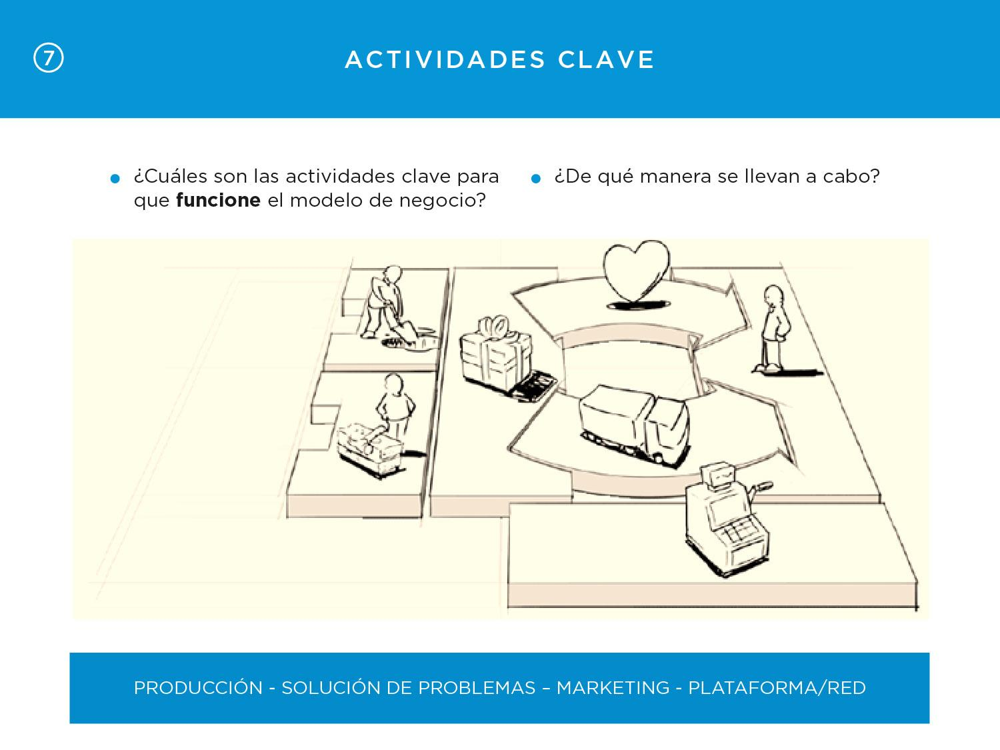 7
ACTIVIDADES CLAVE
• ¿Cuáles son las actividades clave para
que funcione el modelo de negocio?
• ¿De qué manera se llevan a cabo?
PRODUCCIÓN - SOLUCIÓN DE PROBLEMAS – MARKETING - PLATAFORMA/RED